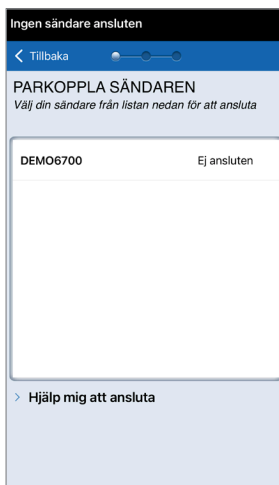 Ingen sändare ansluten
Tillbaka
PARKOPPLA SÄNDAREN
Välj din sändare från listan nedan för att ansluta
DEMO6700 Ej ansluten
Hjälp mig att ansluta